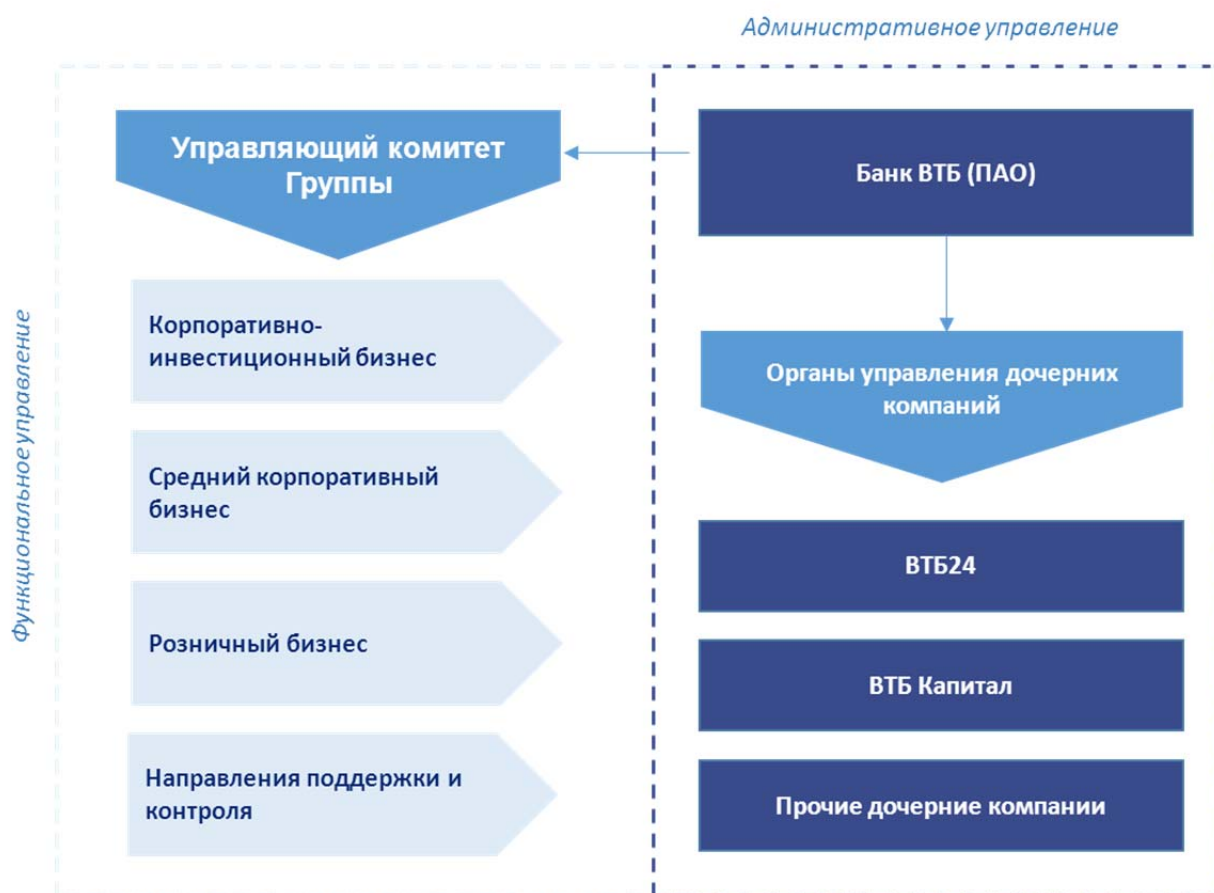 Административное управление
Функциональное управление
Управляющий комитет
Группы
Корпоративно-
инвестиционный бизнес
Средний корпоративный
бизнес
Розничный бизнес
Направления поддержки и
контроля
Банк ВТБ (ПАО)
Органы управления дочерних
компаний
ВТБ24
ВТБ Капитал
Прочие дочерние компании